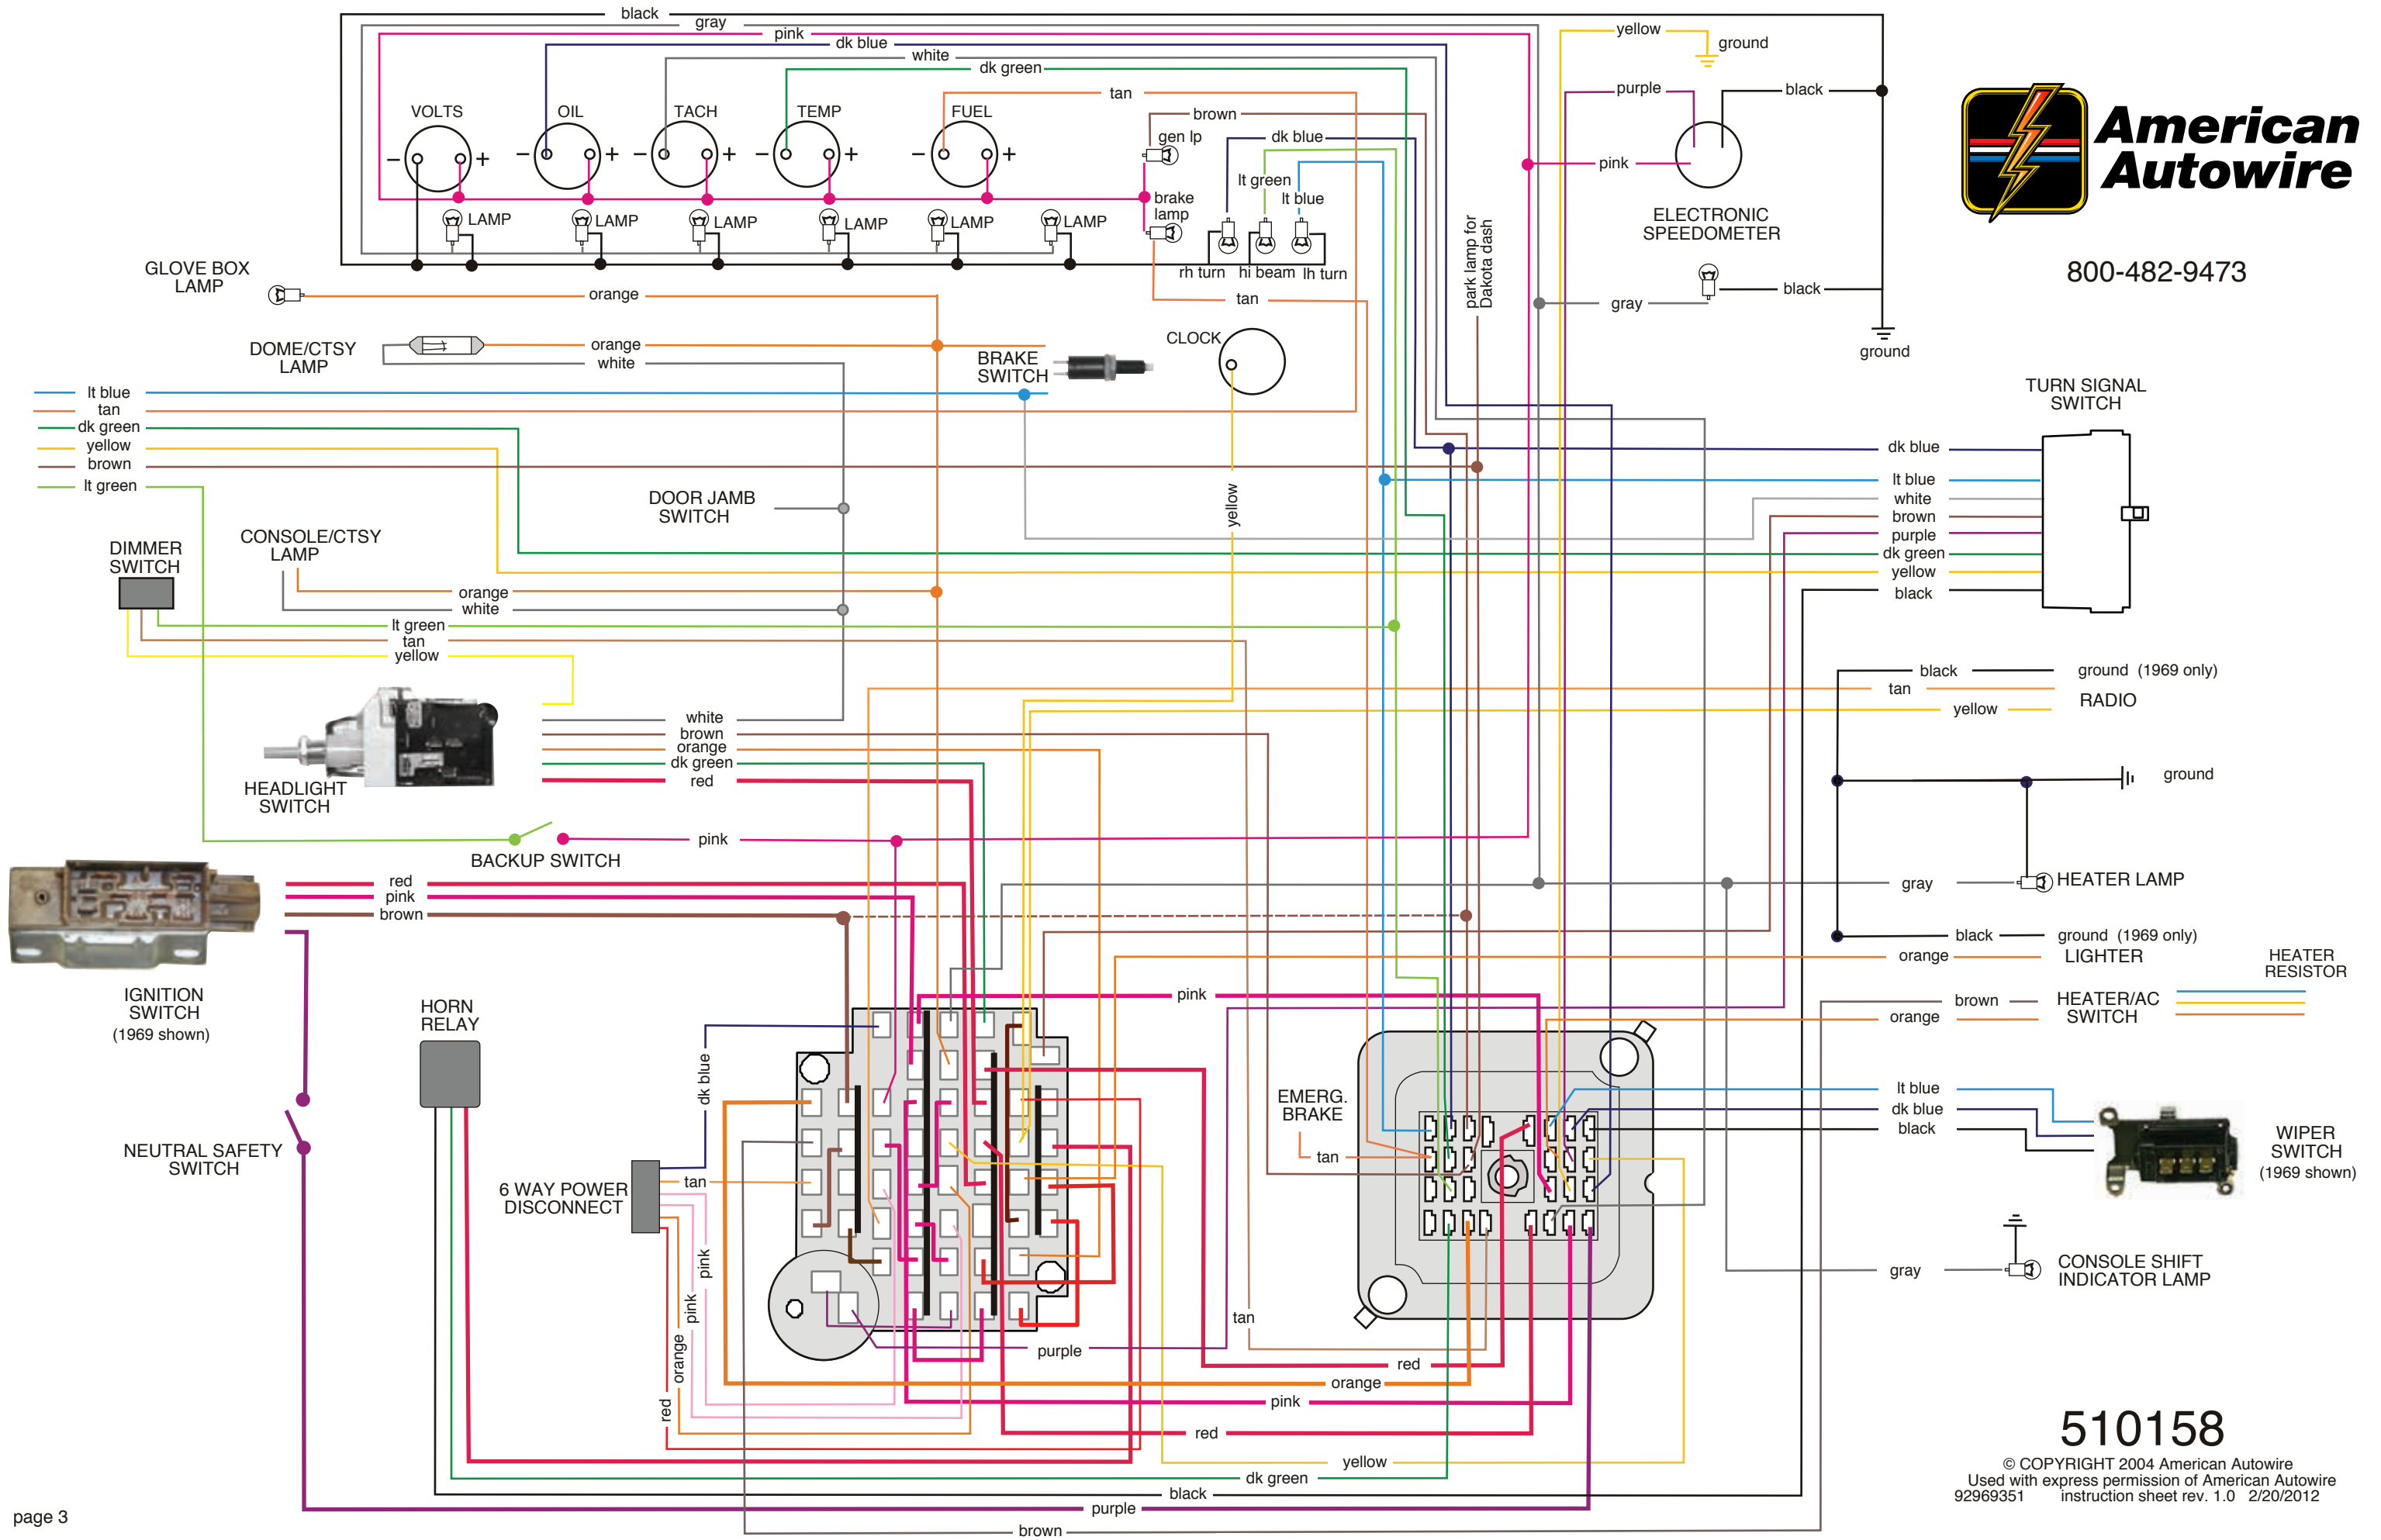 black
gray
pink
dk blue
white
dk green
tan
brown
yellow
ground
purple
black
pink
VOLTS
OIL
TACH
TEMP
FUEL
gen lp
dk blue
lt green
lt blue
− +
− +
− +
− +
− +
LAMP
LAMP
LAMP
LAMP
LAMP
LAMP
brake
lamp
rh turn
hi beam
lh turn
tan
park lamp for
Dakota dash
ELECTRONIC
SPEEDOMETER
gray
black
ground
American
Autowire
800-482-9473
GLOVE BOX
LAMP
orange
DOME/CTSY
LAMP
orange
white
BRAKE
SWITCH
CLOCK
yellow
lt blue
tan
dk green
yellow
brown
lt green
TURN SIGNAL
SWITCH
dk blue
lt blue
white
brown
purple
dk green
yellow
black
DOOR JAMB
SWITCH
DIMMER
SWITCH
CONSOLE/CTSY
LAMP
orange
white
lt green
tan
yellow
HEADLIGHT
SWITCH
white
brown
orange
dk green
red
BACKUP SWITCH
pink
black
ground (1969 only)
tan
RADIO
yellow
ground
gray
HEATER LAMP
black
ground (1969 only)
orange
LIGHTER
HEATER
RESISTOR
brown
orange
HEATER/AC
SWITCH
red
pink
brown
IGNITION
SWITCH
(1969 shown)
HORN
RELAY
NEUTRAL SAFETY
SWITCH
6 WAY POWER
DISCONNECT
dk blue
tan
pink
pink
orange
red
pink
EMERG.
BRAKE
tan
tan
lt blue
dk blue
black
WIPER
SWITCH
(1969 shown)
gray
CONSOLE SHIFT
INDICATOR LAMP
purple
red
orange
pink
red
yellow
dk green
black
purple
brown
510158
© COPYRIGHT 2004 American Autowire
Used with express permission of American Autowire
92969351 instruction sheet rev. 1.0 2/20/2012
page 3